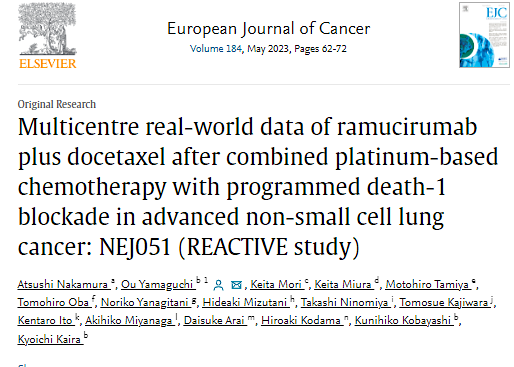 European Journal of Cancer
Volume 184, May 2023, Pages 62-72
EJC
ELSEVIER
Original Research
Multicentre real-world data of ramucirumab
plus docetaxel after combined platinum-based
chemotherapy with programmed death-1
blockade in advanced non-small cell lung
cancer: NEJ051 (REACTIVE study)
Atsushi Nakamura a, Ou Yamaguchi b 1, Keita Mori c, Keita Miura d, Motohiro Tamiya e,
Tomohiro Oba f, Noriko Yanagitani g, Hideaki Mizutani h, Takashi Ninomiya i, Tomosue Kajiwara j,
Kentaro Ito k, Akihiko Miyanaga l, Daisuke Arai m, Hiroaki Kodama n, Kunihiko Kobayashi b,
Kyoichi Kaira b